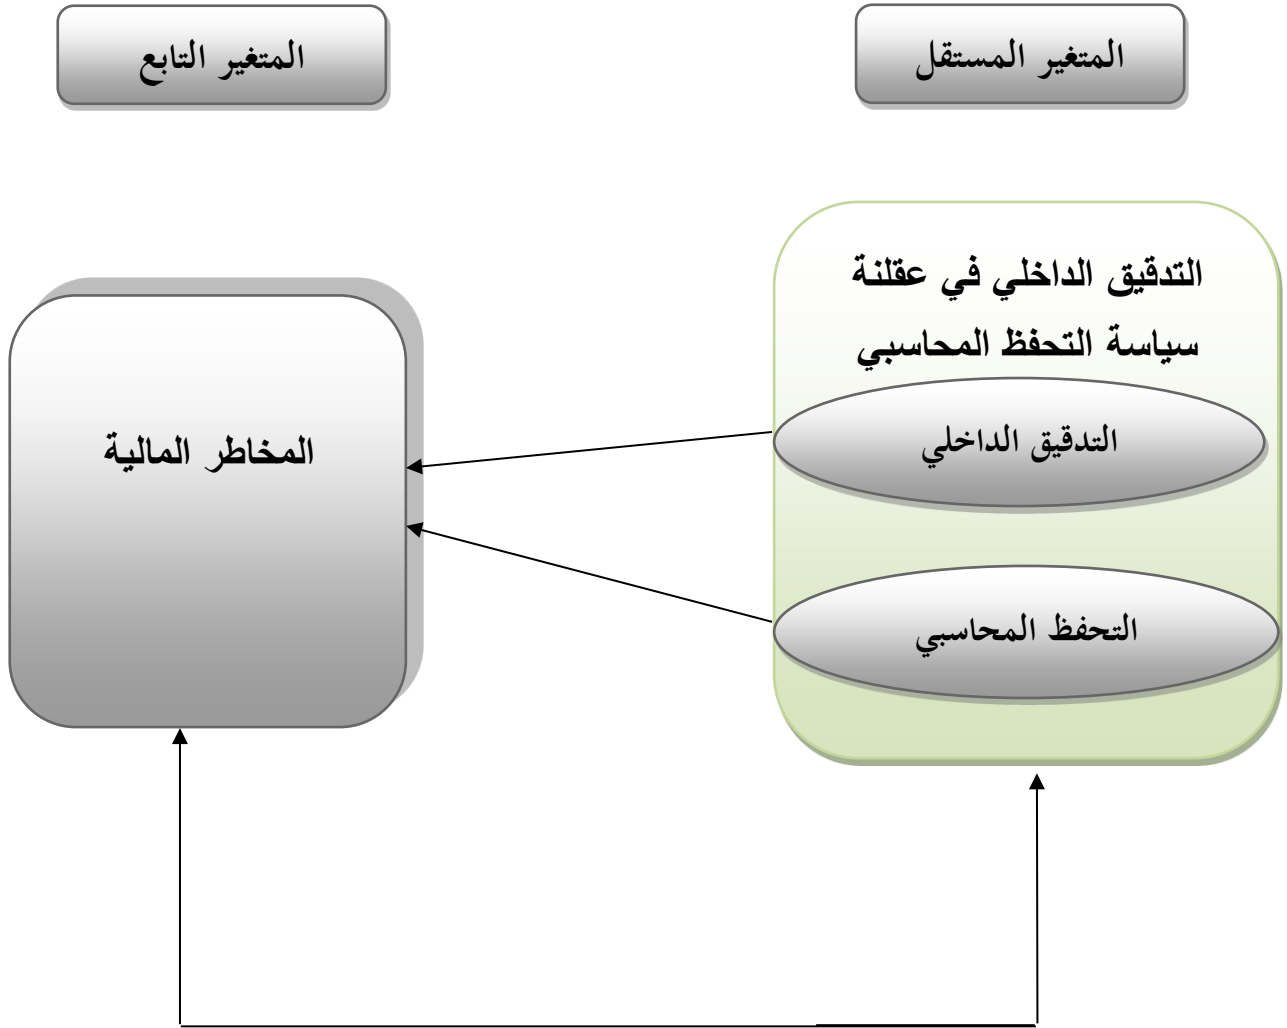 المتغير المستقل
المتغير التابع
التدقيق الداخلي في عقلنة
سياسة التحفظ المحاسبي
التدقيق الداخلي
التحفظ المحاسبي
المخاطر المالية